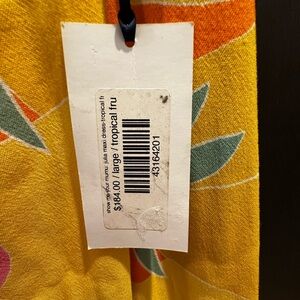 show me your mumu: julia maxi dress-tropical fr
$184.00 / large / tropical fru
43164201